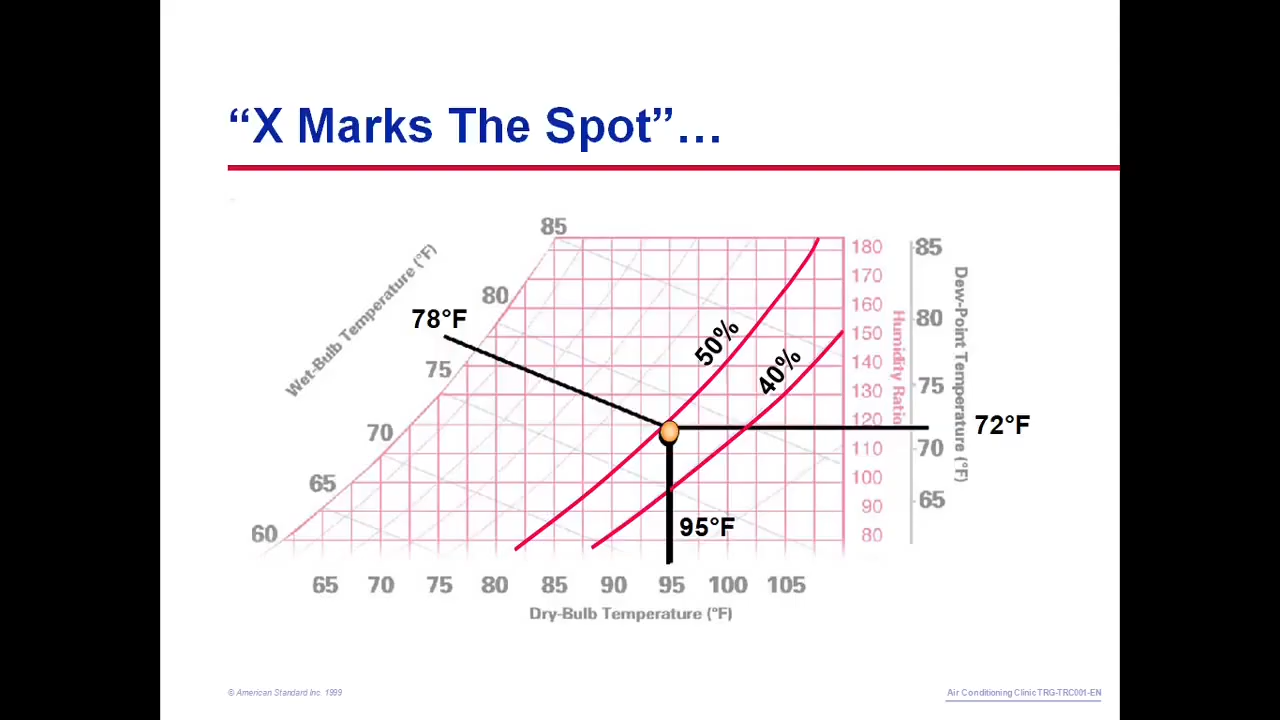 “X Marks The Spot”…
85
80
78°F
75
70
65
60
Wet-Bulb Temperature (°F)
50%
40%
180
170
160
150
140
130
120
110
100
90
80
Humidity Ratio
85
80
75
70
65
Dew-Point Temperature (°F)
72°F
95°F
65 70 75 80 85 90 95 100 105
Dry-Bulb Temperature (°F)
© American Standard Inc. 1999
Air Conditioning Clinic TRG-TRC001-EN